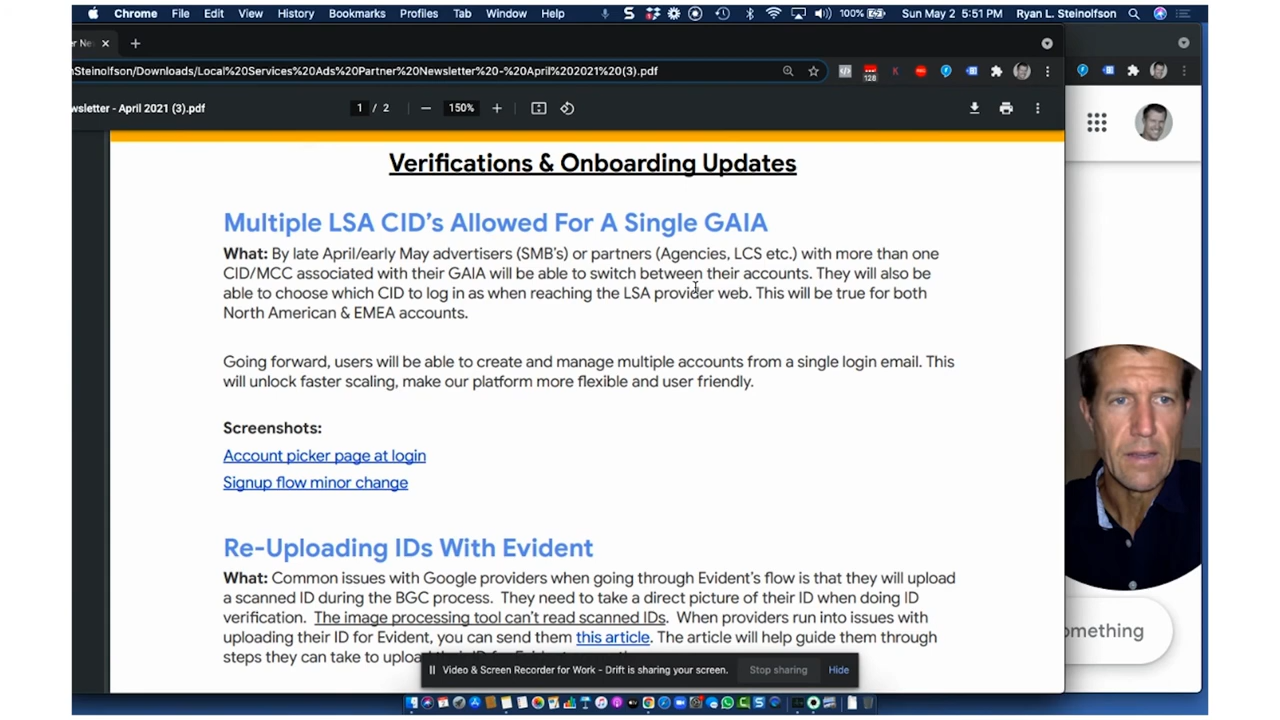 Chrome File Edit View History Bookmarks Profiles Tab Window Help 100% Sun May 2 5:51 PM Ryan L. Steinolfson
er Ne
nSteinolfson/Downloads/Local%20Services%20Ads%20Partner%20Newsletter%20-%20April%202021%20(3).pdf
128
wsletter - April 2021 (3).pdf 1 / 2 150%
Verifications & Onboarding Updates
Multiple LSA CID's Allowed For A Single GAIA
What: By late April/early May advertisers (SMB's) or partners (Agencies, LCS etc.) with more than one
CID/MCC associated with their GAIA will be able to switch between their accounts. They will also be
able to choose which CID to log in as when reaching the LSA provider web. This will be true for both
North American & EMEA accounts.
Going forward, users will be able to create and manage multiple accounts from a single login email. This
will unlock faster scaling, make our platform more flexible and user friendly.
Screenshots:
Account picker page at login
Signup flow minor change
Re-Uploading IDs With Evident
What: Common issues with Google providers when going through Evident's flow is that they will upload
a scanned ID during the BGC process. They need to take a direct picture of their ID when doing ID
verification. The image processing tool can't read scanned IDs. When providers run into issues with
uploading their ID for Evident, you can send them this article. The article will help guide them through
steps they can take to upload
omething
Video & Screen Recorder for Work - Drift is sharing your screen. Stop sharing Hide